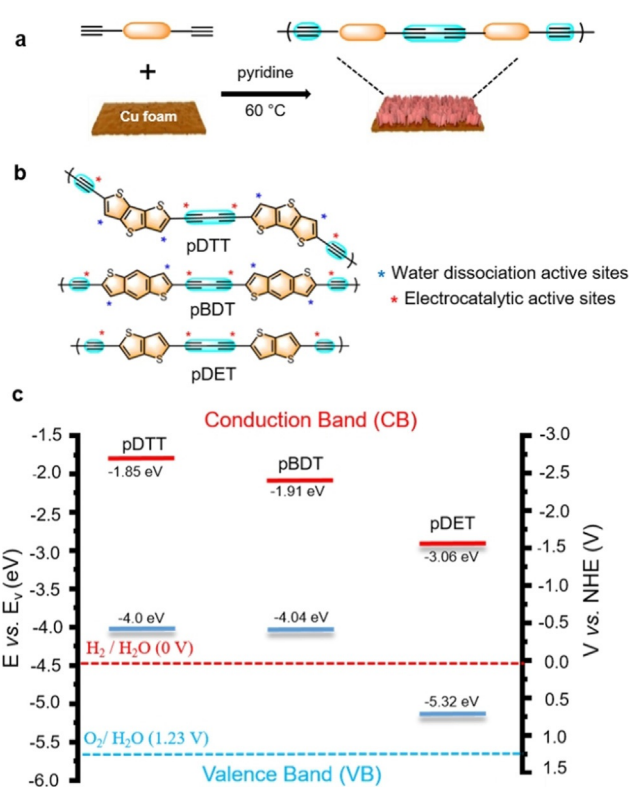 a
+
Cu foam
pyridine
60 °C
b
S
S
S
S
S
S
pDTT
S
S
S
S
pBDT
S
S
S
S
pDET
* Water dissociation active sites
* Electrocatalytic active sites
c
Conduction Band (CB)
E vs. Ev (eV)
-1.5
-2.0
-2.5
-3.0
-3.5
-4.0
-4.5
-5.0
-5.5
-6.0
pDTT
-1.85 eV
pBDT
-1.91 eV
pDET
-3.06 eV
-4.0 eV
-4.04 eV
H₂ / H₂O (0 V)
-5.32 eV
O₂/ H₂O (1.23 V)
Valence Band (VB)
-3.0
-2.5
-2.0
-1.5
-1.0
-0.5
0.0
0.5
1.0
1.5
V vs. NHE (V)